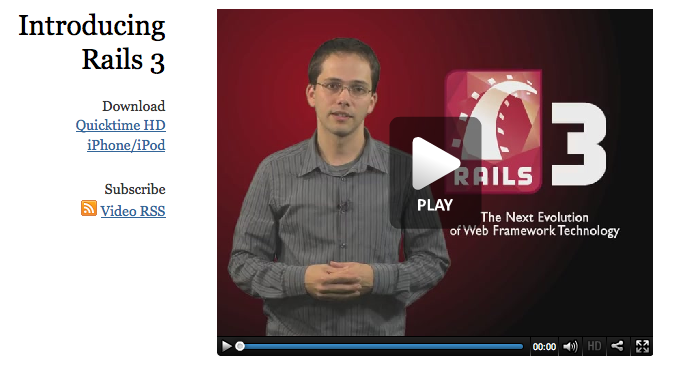 Introducing
Rails 3
Download
Quicktime HD
iPhone/iPod
Subscribe
Video RSS
RAILS 3
PLAY
The Next Evolution
of Web Framework Technology
00:00
HD